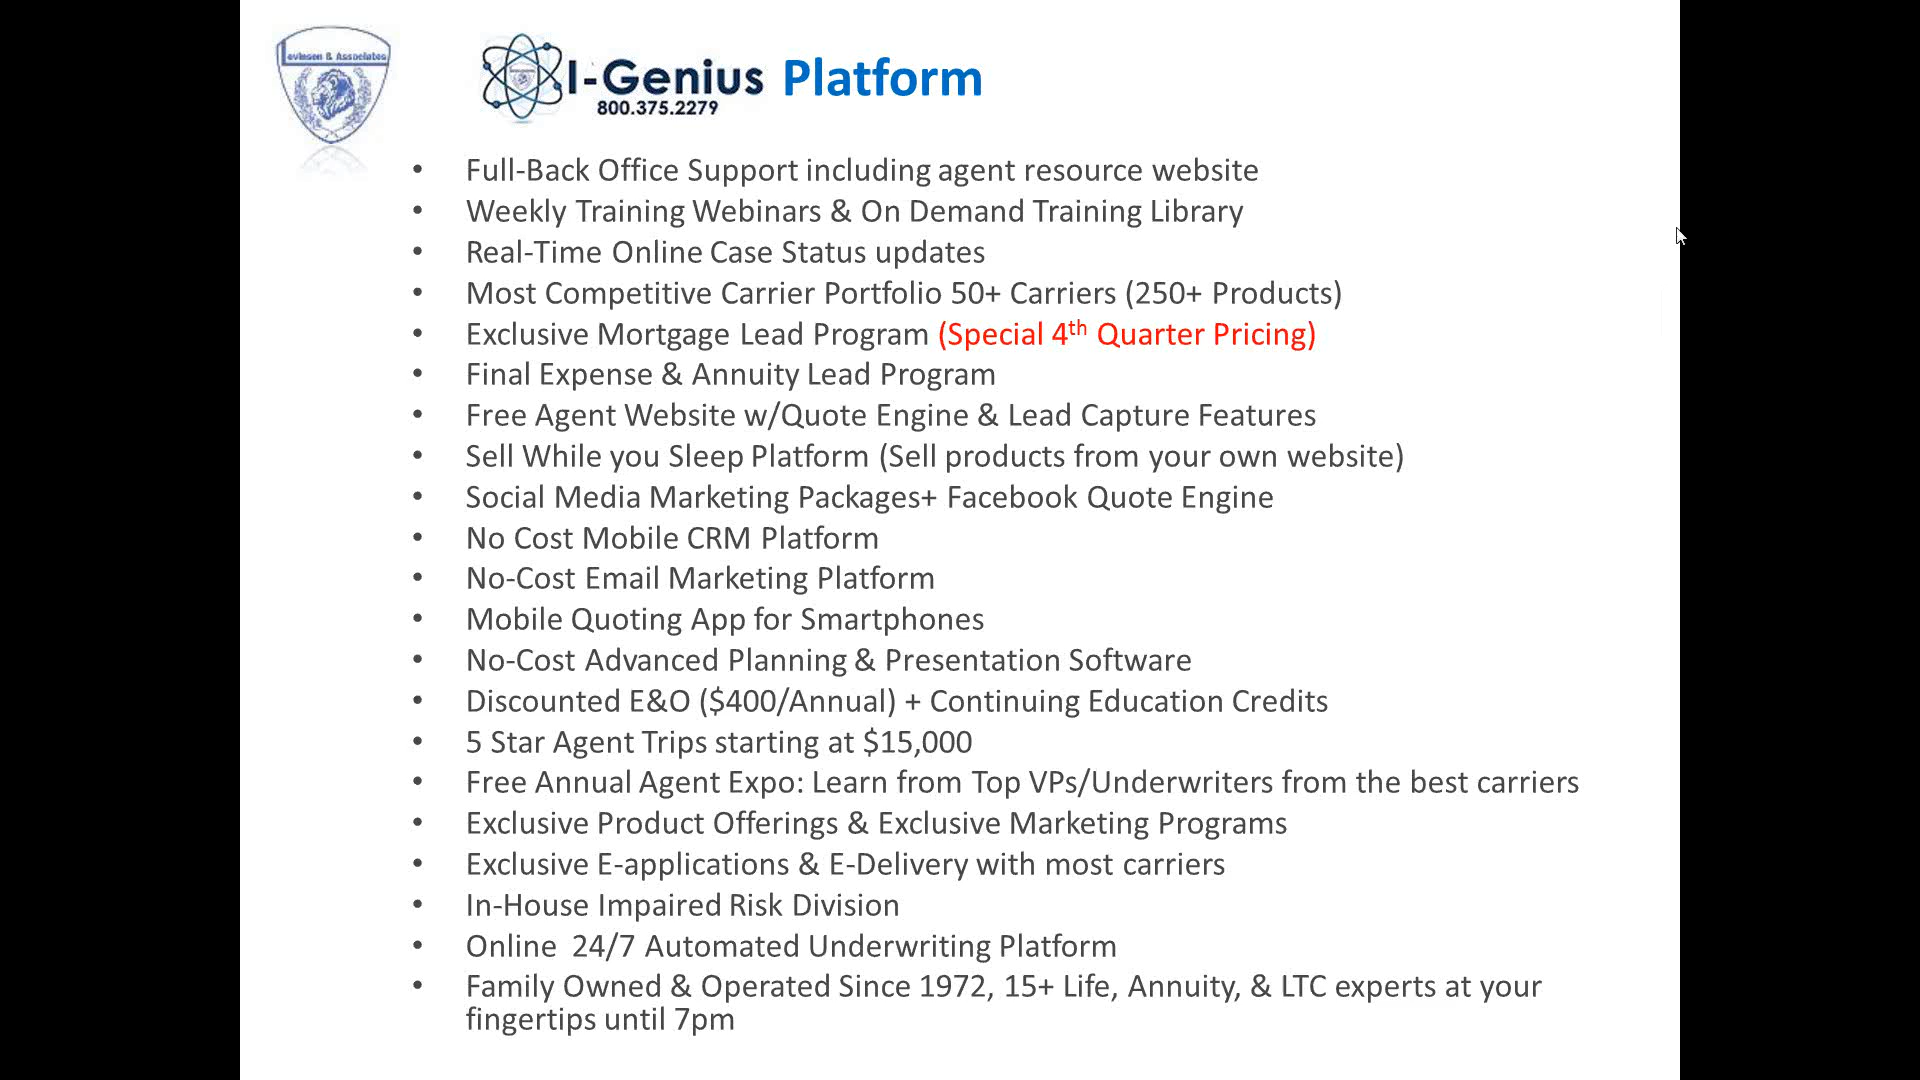 Levinson & Associates
I-Genius Platform
800.375.2279
• Full-Back Office Support including agent resource website
• Weekly Training Webinars & On Demand Training Library
• Real-Time Online Case Status updates
• Most Competitive Carrier Portfolio 50+ Carriers (250+ Products)
• Exclusive Mortgage Lead Program (Special 4th Quarter Pricing)
• Final Expense & Annuity Lead Program
• Free Agent Website w/Quote Engine & Lead Capture Features
• Sell While you Sleep Platform (Sell products from your own website)
• Social Media Marketing Packages+ Facebook Quote Engine
• No Cost Mobile CRM Platform
• No-Cost Email Marketing Platform
• Mobile Quoting App for Smartphones
• No-Cost Advanced Planning & Presentation Software
• Discounted E&O ($400/Annual) + Continuing Education Credits
• 5 Star Agent Trips starting at $15,000
• Free Annual Agent Expo: Learn from Top VPs/Underwriters from the best carriers
• Exclusive Product Offerings & Exclusive Marketing Programs
• Exclusive E-applications & E-Delivery with most carriers
• In-House Impaired Risk Division
• Online  24/7 Automated Underwriting Platform
• Family Owned & Operated Since 1972, 15+ Life, Annuity, & LTC experts at your
fingertips until 7pm